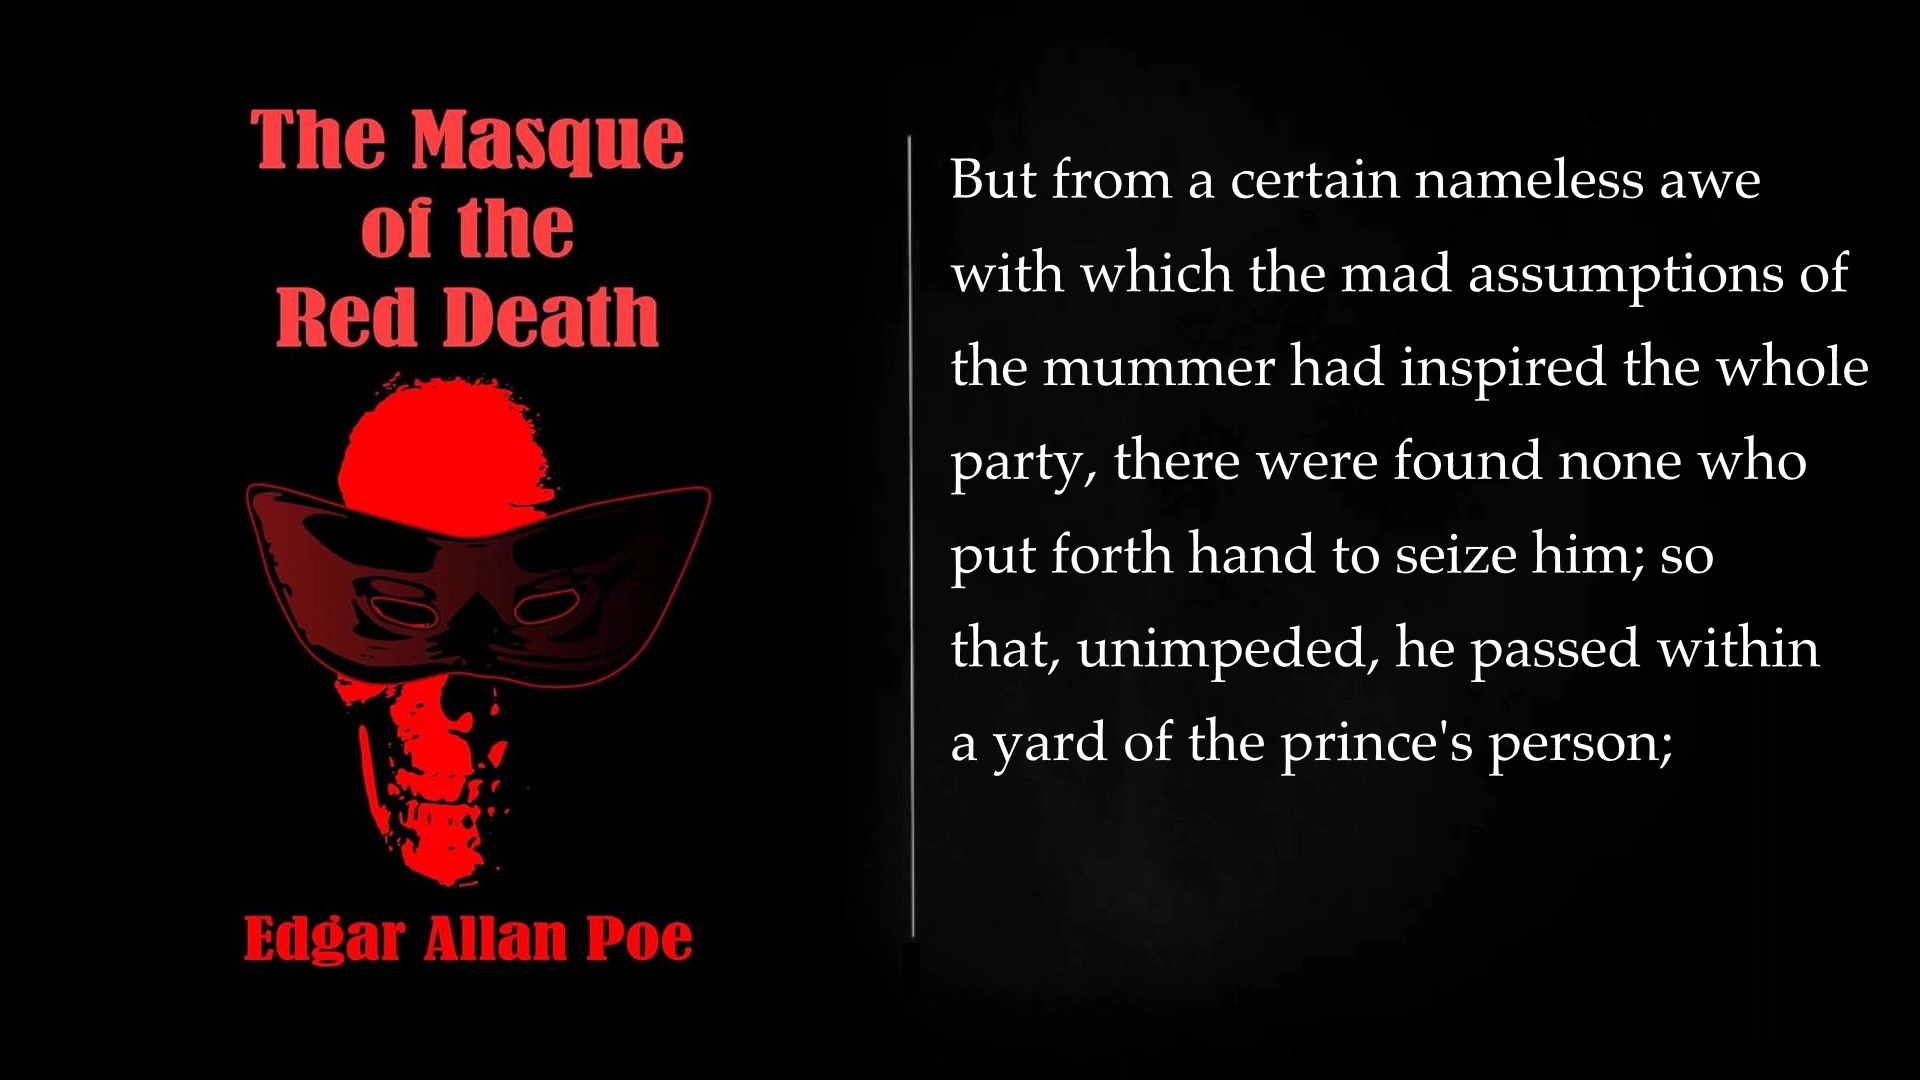 The Masque
of the
Red Death
Edgar Allan Poe
But from a certain nameless awe
with which the mad assumptions of
the mummer had inspired the whole
party, there were found none who
put forth hand to seize him; so
that, unimpeded, he passed within
a yard of the prince's person;